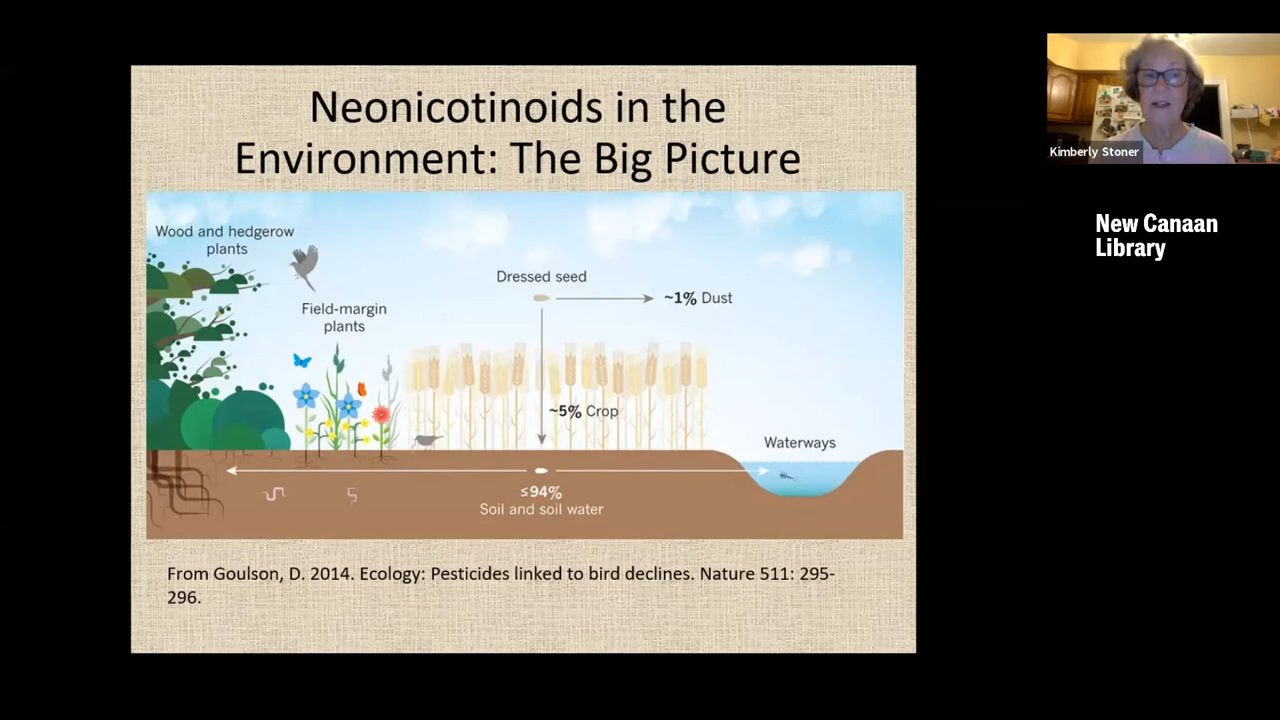 Neonicotinoids in the
Environment: The Big Picture
Wood and hedgerow
plants
Field-margin
plants
Dressed seed
~1% Dust
~5% Crop
Waterways
≤94%
Soil and soil water
From Goulson, D. 2014. Ecology: Pesticides linked to bird declines. Nature 511: 295-
296.
Kimberly Stoner
New Canaan
Library